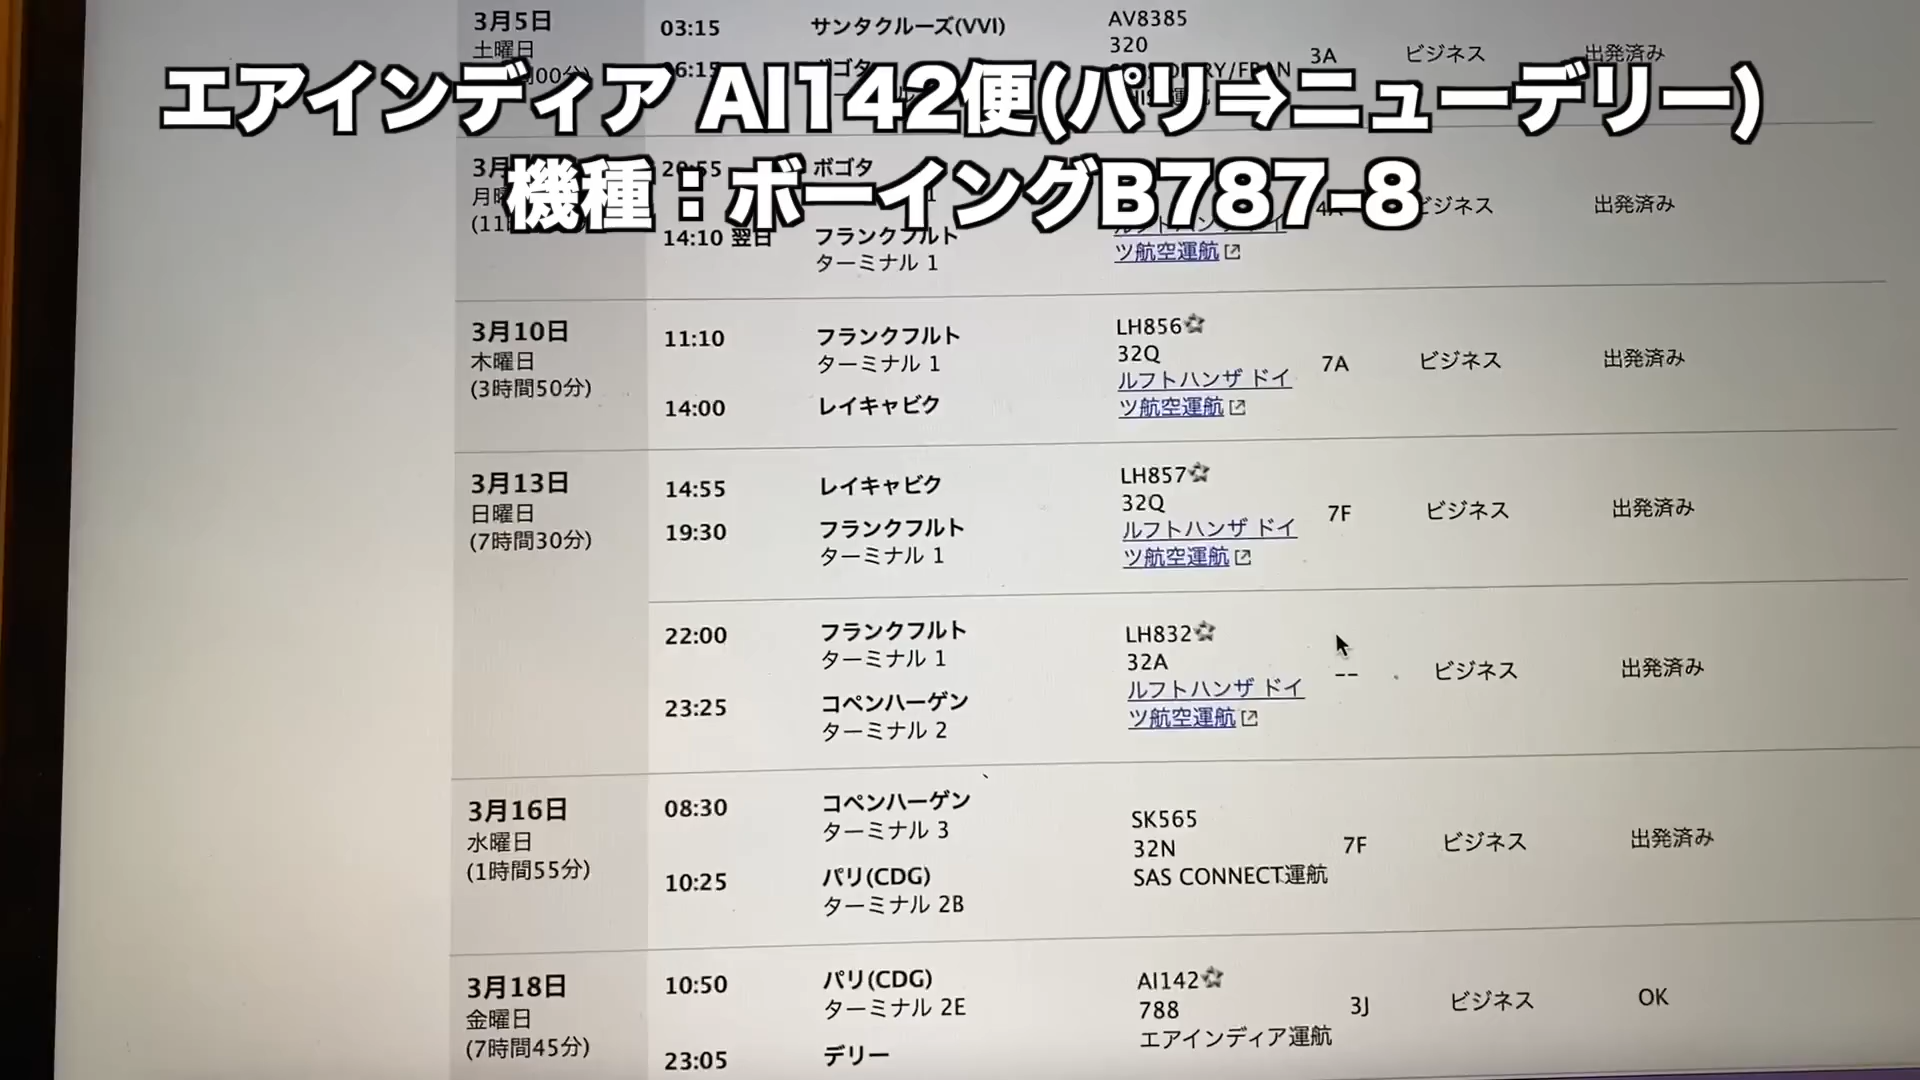 エアインディア AI142便(パリ⇒ニューデリー)
機種：ボーイングB787-8
3月5日
土曜日
03:15
サンタクルーズ(VVI)
AV8385
320
3A
ビジネス
出発済み
ボゴタ
14:10 翌日
フランクフルト
ターミナル 1
ツ航空運航
ビジネス
出発済み
3月10日
木曜日
(3時間50分)
11:10
フランクフルト
ターミナル 1
14:00
レイキャビク
LH856
32Q
ルフトハンザ ドイ
ツ航空運航
7A
ビジネス
出発済み
3月13日
日曜日
(7時間30分)
14:55
レイキャビク
19:30
フランクフルト
ターミナル 1
LH857
32Q
ルフトハンザ ドイ
ツ航空運航
7F
ビジネス
出発済み
22:00
フランクフルト
ターミナル 1
23:25
コペンハーゲン
ターミナル 2
LH832
32A
ルフトハンザ ドイ
ツ航空運航
--
ビジネス
出発済み
3月16日
水曜日
(1時間55分)
08:30
コペンハーゲン
ターミナル 3
10:25
パリ(CDG)
ターミナル 2B
SK565
32N
SAS CONNECT運航
7F
ビジネス
出発済み
3月18日
金曜日
(7時間45分)
10:50
パリ(CDG)
ターミナル 2E
23:05
デリー
AI142
788
エアインディア運航
3J
ビジネス
OK